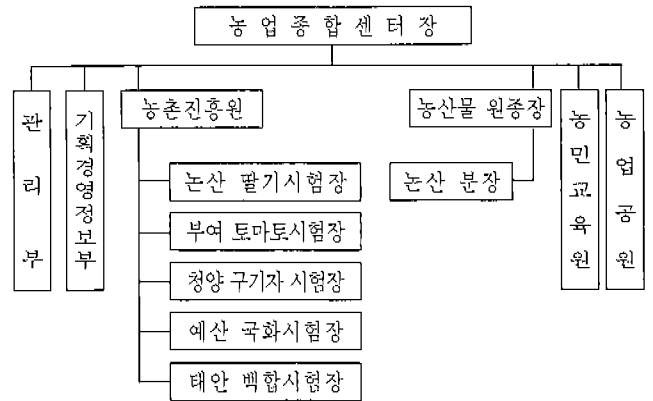 농업종합센터장
관리부
기획경영정보부
농촌진흥원
농산물 원종장
농민교육원
농업공원
논산 딸기시험장
논산 분장
부여 토마토시험장
청양 구기자 시험장
예산 국화시험장
태안 백합시험장